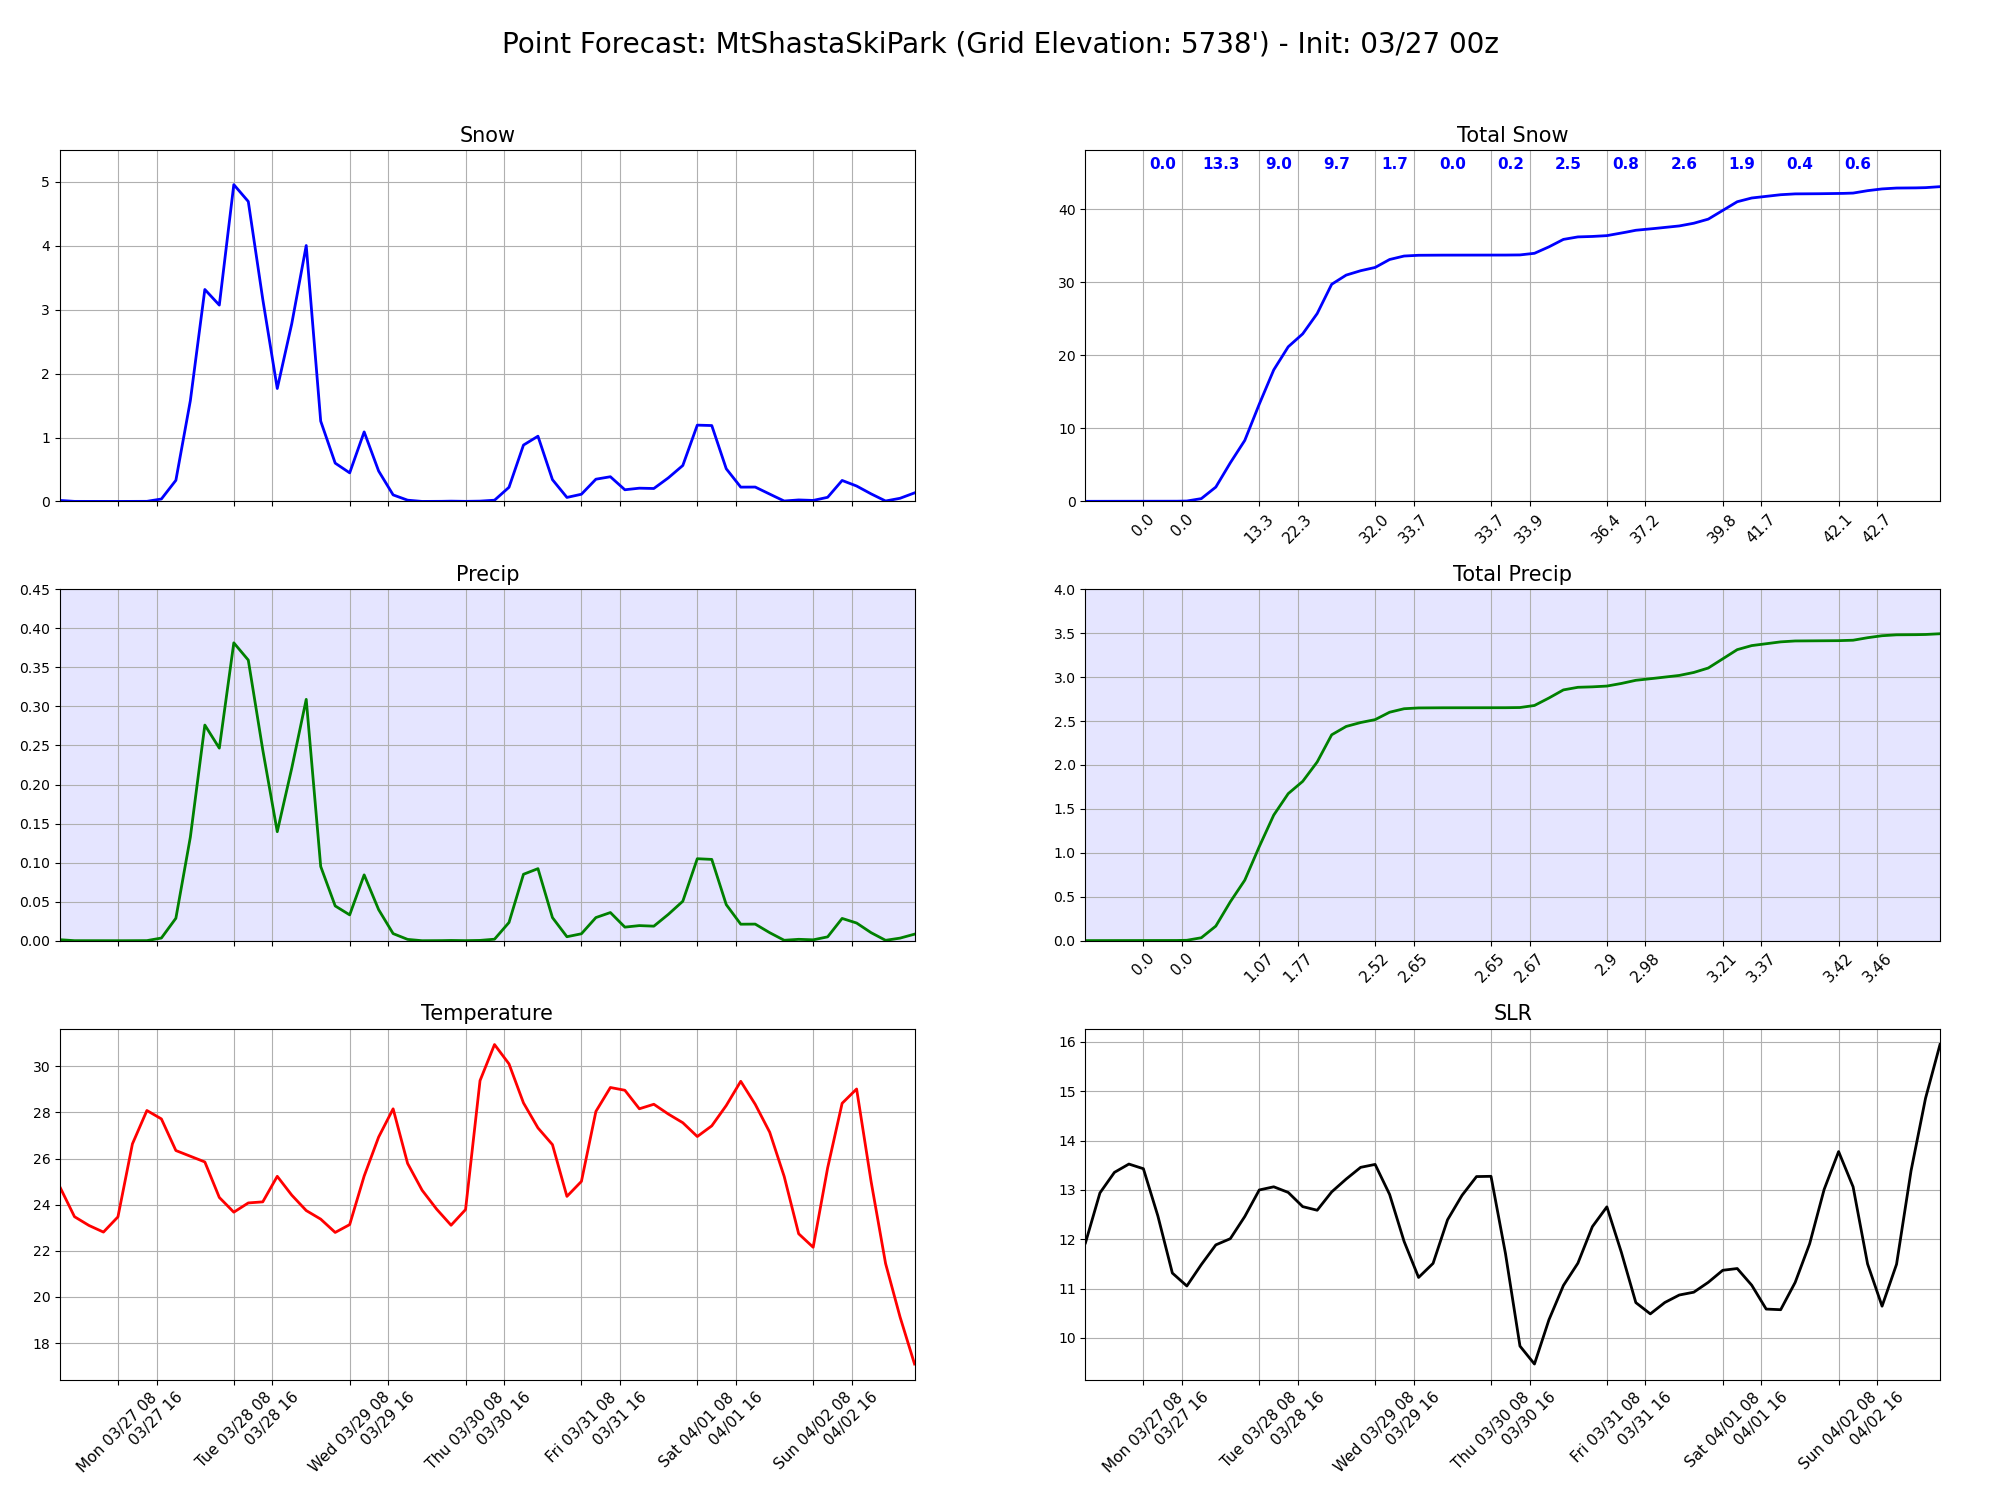 Point Forecast: MtShastaSkiPark (Grid Elevation: 5738') - Init: 03/27 00z
Snow
5
4
3
2
1
0
Total Snow
0.0 13.3 9.0 9.7 1.7 0.0 0.2 2.5 0.8 2.6 1.9 0.4 0.6
40
30
20
10
0
0.0 0.0 13.3 22.3 32.0 33.7 33.7 33.9 36.4 37.2 39.8 41.7 42.1 42.7
Precip
0.45
0.40
0.35
0.30
0.25
0.20
0.15
0.10
0.05
0.00
Total Precip
4.0
3.5
3.0
2.5
2.0
1.5
1.0
0.5
0.0
0.0 0.0 1.07 1.77 2.52 2.65 2.65 2.67 2.9 2.98 3.21 3.37 3.42 3.46
Temperature
30
28
26
24
22
20
18
Mon 03/27 08
03/27 16
Tue 03/28 08
03/28 16
Wed 03/29 08
03/29 16
Thu 03/30 08
03/30 16
Fri 03/31 08
03/31 16
Sat 04/01 08
04/01 16
Sun 04/02 08
04/02 16
SLR
16
15
14
13
12
11
10
Mon 03/27 08
03/27 16
Tue 03/28 08
03/28 16
Wed 03/29 08
03/29 16
Thu 03/30 08
03/30 16
Fri 03/31 08
03/31 16
Sat 04/01 08
04/01 16
Sun 04/02 08
04/02 16